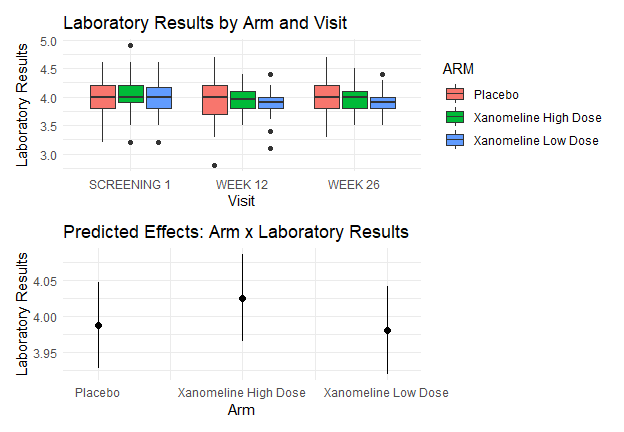 Laboratory Results by Arm and Visit
Laboratory Results
5.0
4.5
4.0
3.5
3.0
SCREENING 1
WEEK 12
WEEK 26
Visit
ARM
Placebo
Xanomeline High Dose
Xanomeline Low Dose
Predicted Effects: Arm x Laboratory Results
Laboratory Results
4.05
4.00
3.95
Placebo
Xanomeline High Dose
Xanomeline Low Dose
Arm